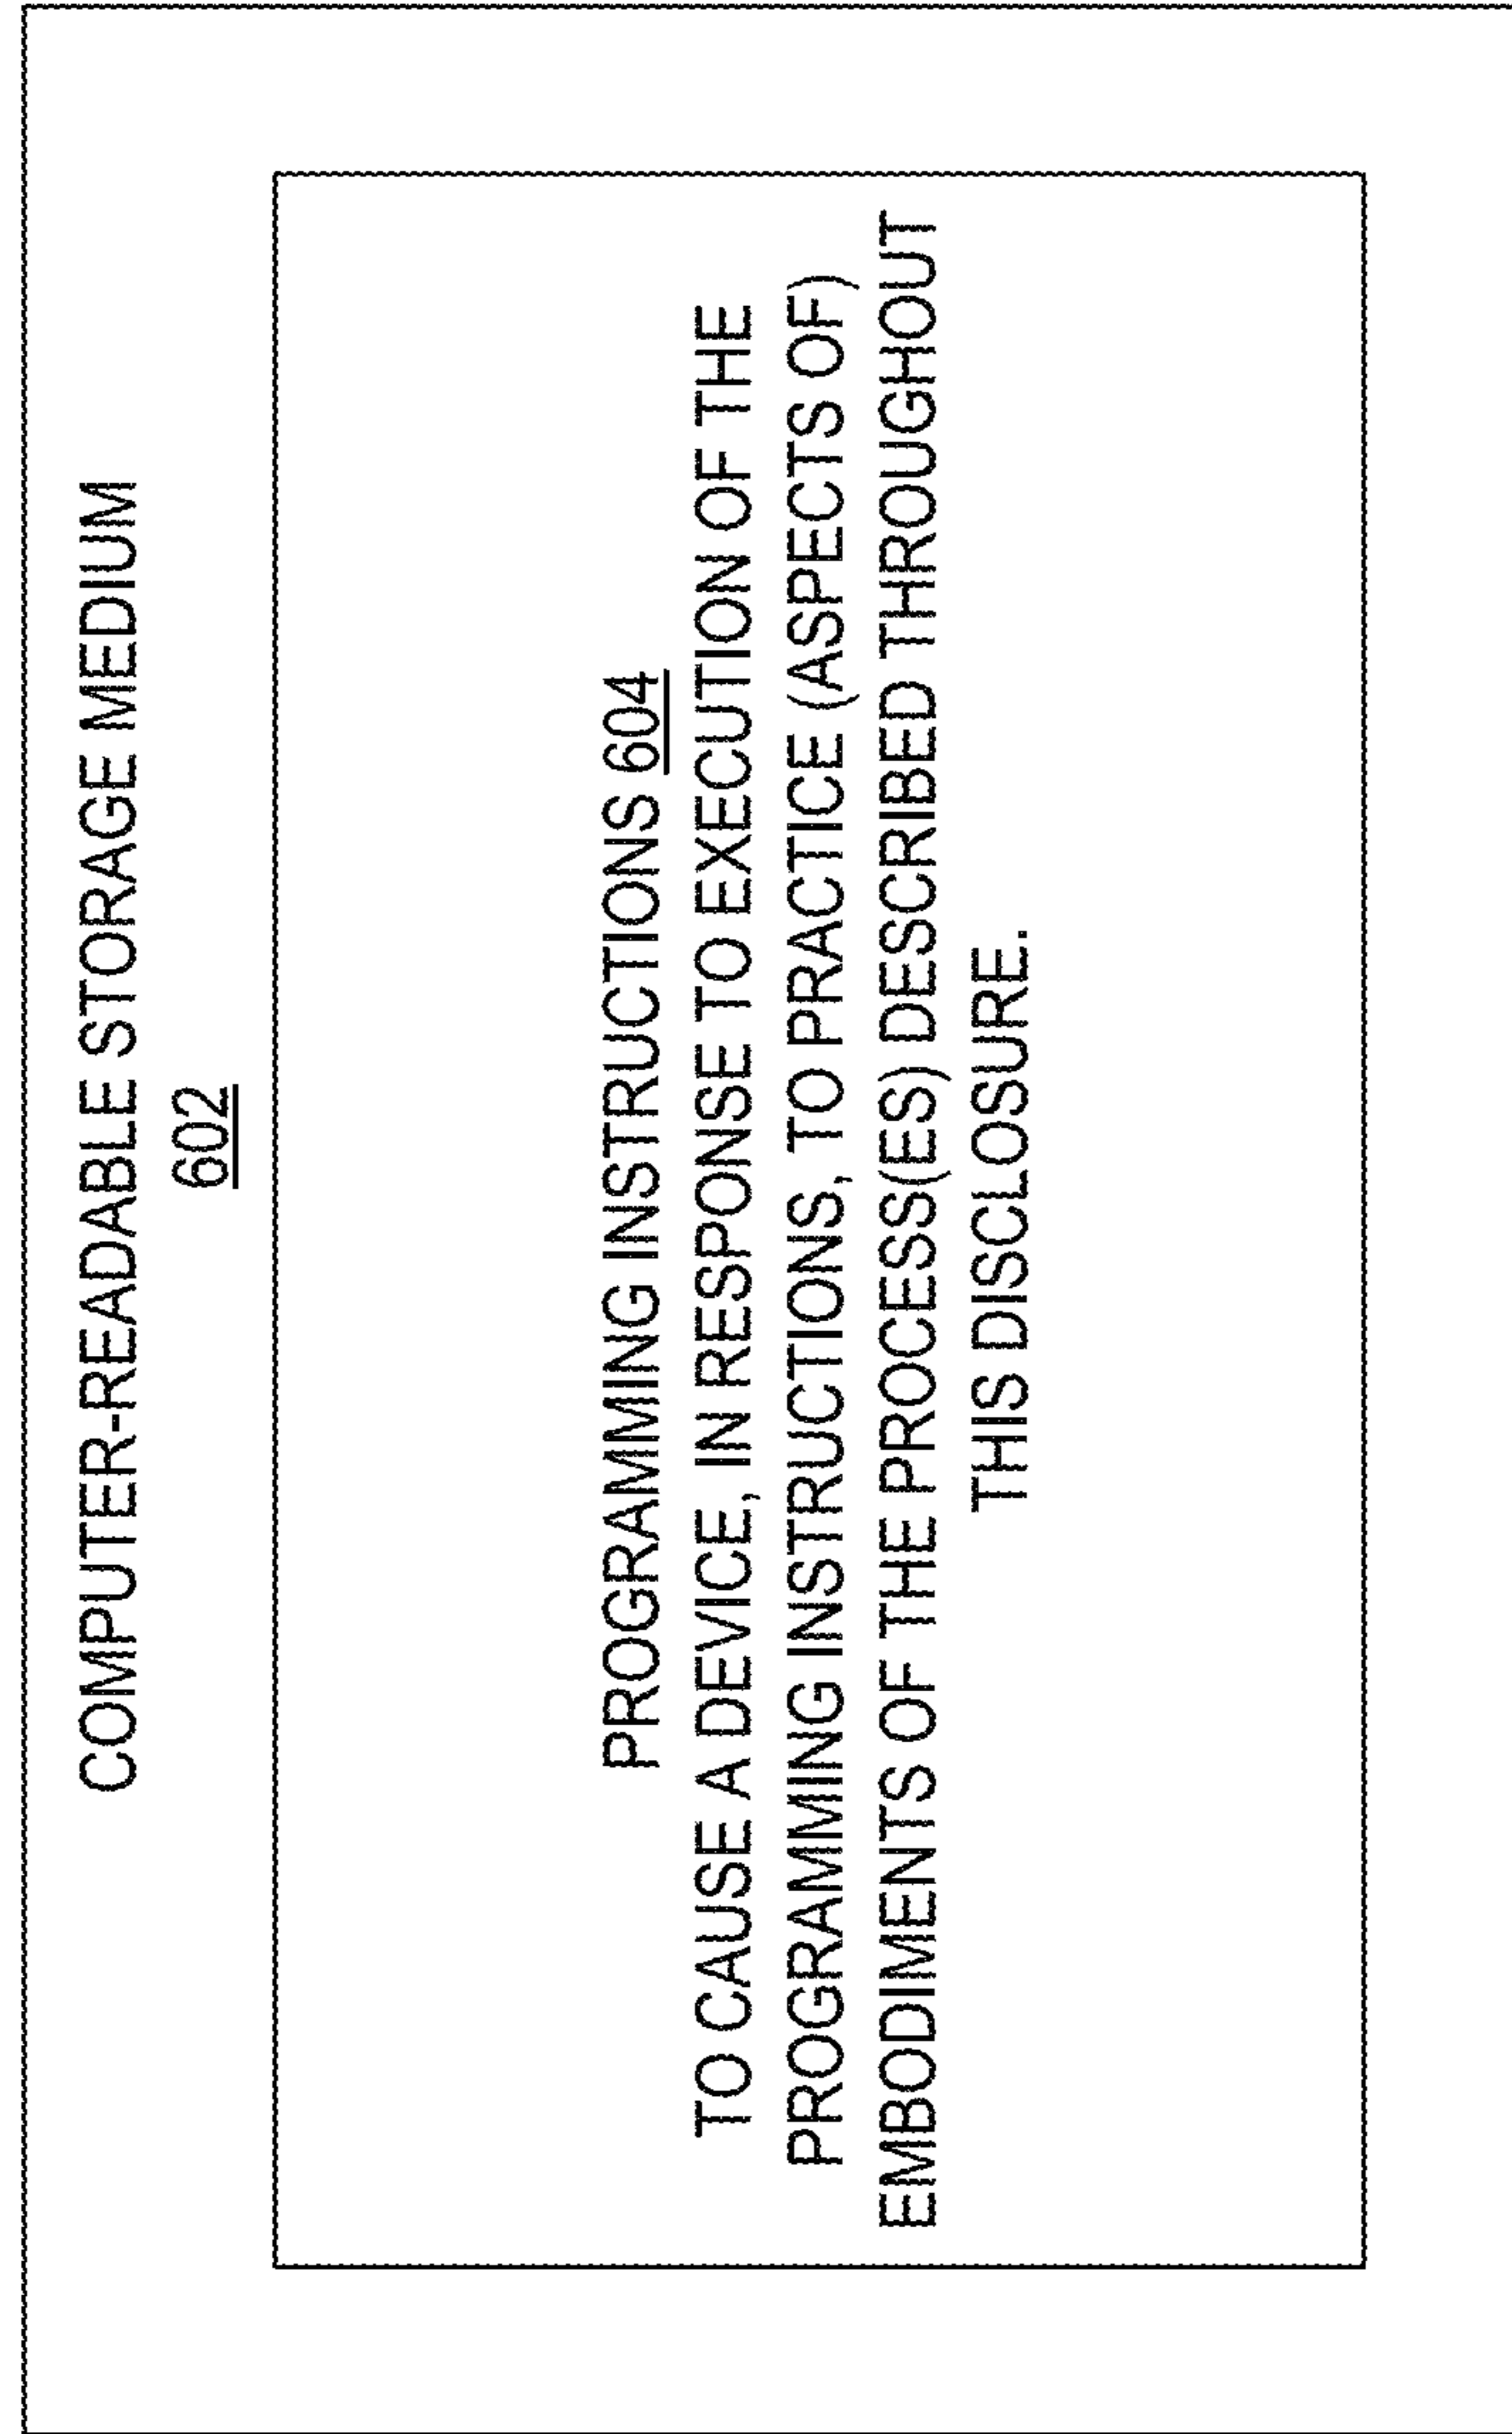 COMPUTER-READABLE STORAGE MEDIUM
602
PROGRAMMING INSTRUCTIONS 604
TO CAUSE A DEVICE, IN RESPONSE TO EXECUTION OF THE
PROGRAMMING INSTRUCTIONS, TO PRACTICE (ASPECTS OF)
EMBODIMENTS OF THE PROCESS(ES) DESCRIBED THROUGHOUT
THIS DISCLOSURE.